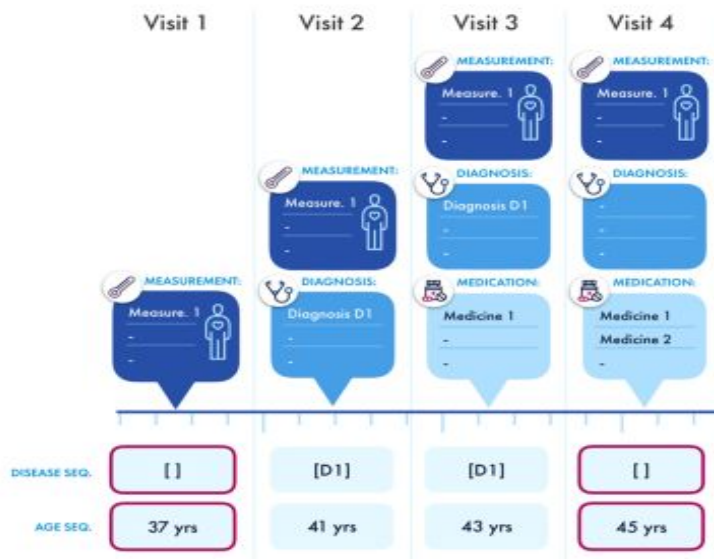 Visit 1
Visit 2
Visit 3
Visit 4
MEASUREMENT:
MEASUREMENT:
Measure. 1
-
-
Measure. 1
-
-
MEASUREMENT:
DIAGNOSIS:
DIAGNOSIS:
Measure. 1
-
-
Diagnosis D1
-
-
-
-
-
MEASUREMENT:
DIAGNOSIS:
MEDICATION:
MEDICATION:
Measure. 1
-
-
Diagnosis D1
-
-
Medicine 1
-
-
Medicine 1
Medicine 2
-
DISEASE SEQ.
[ ]
[D1]
[D1]
[ ]
AGE SEQ.
37 yrs
41 yrs
43 yrs
45 yrs